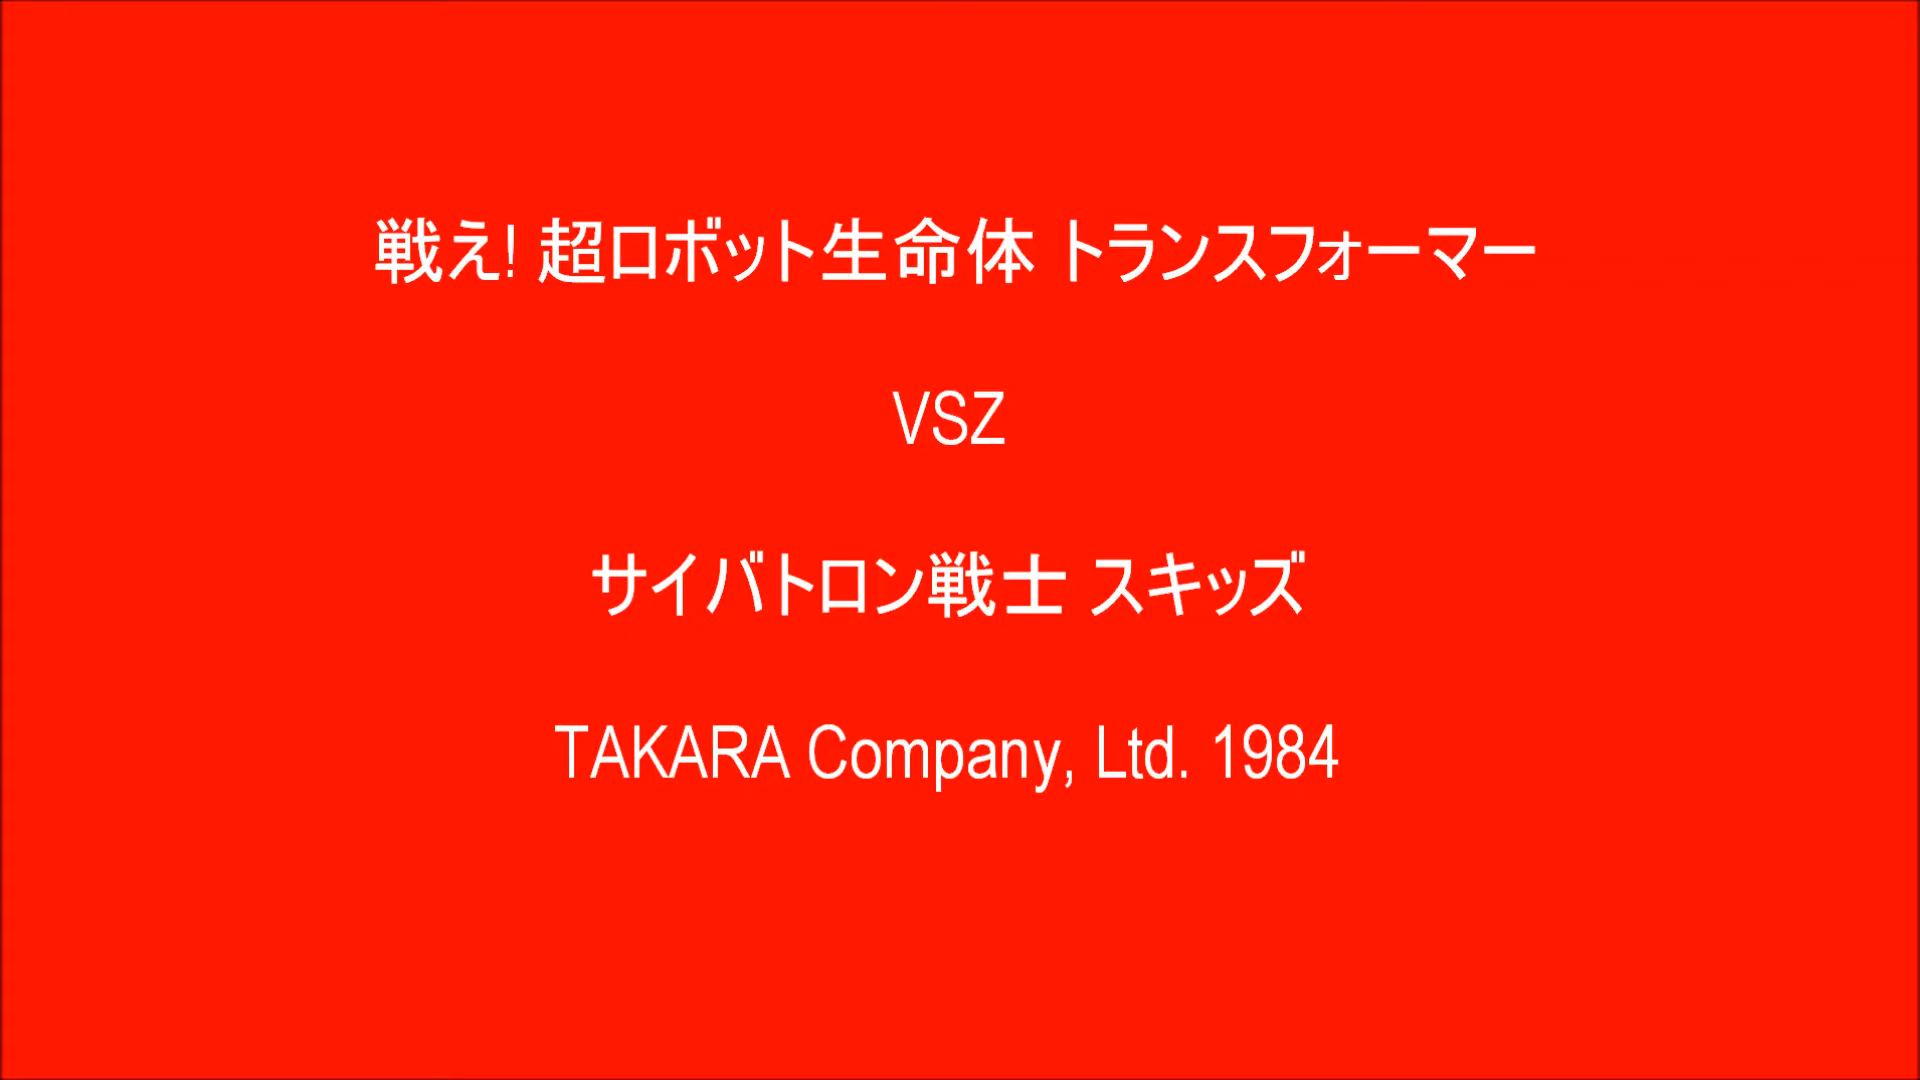 戦え! 超ロボット生命体 トランスフォーマー
VSZ
サイバトロン戦士 スキッズ
TAKARA Company, Ltd. 1984